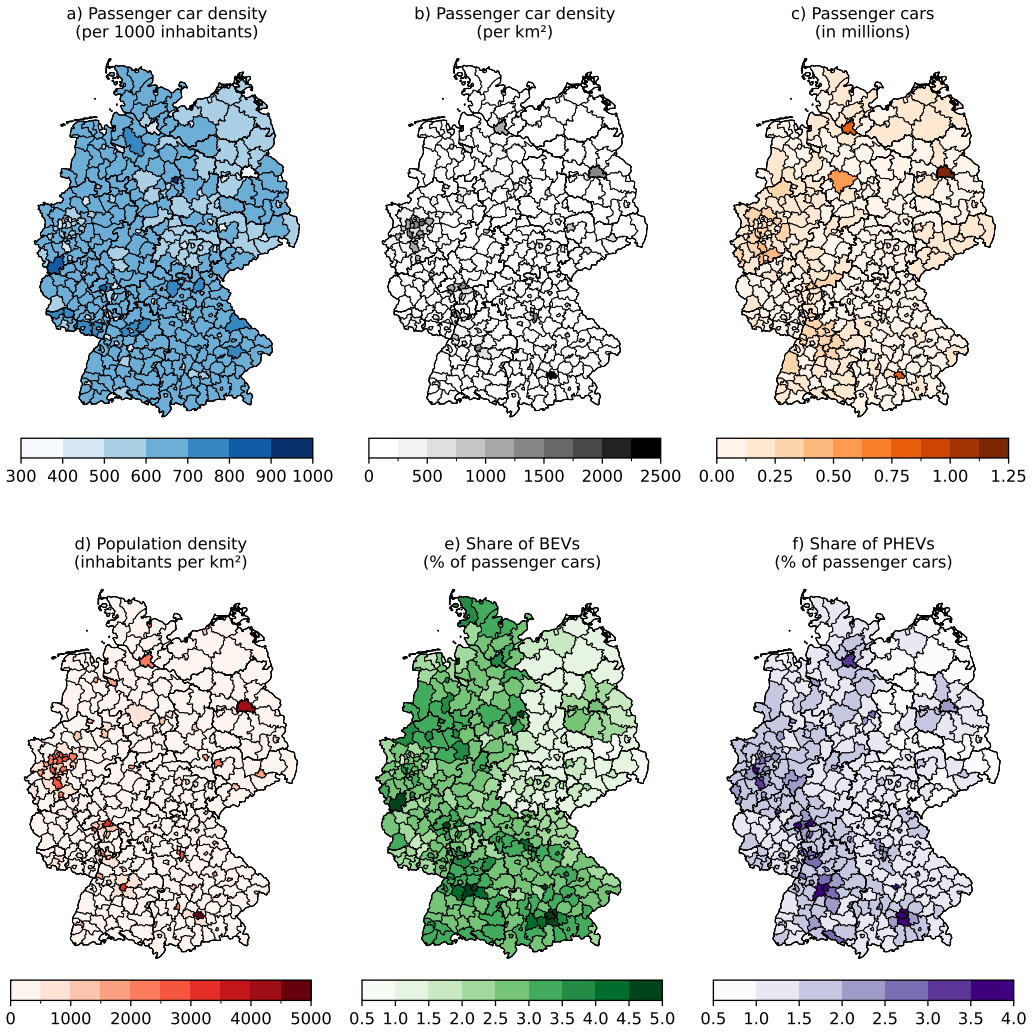 a) Passenger car density
(per 1000 inhabitants)
b) Passenger car density
(per km²)
c) Passenger cars
(in millions)
300 400 500 600 700 800 900 1000
0 500 1000 1500 2000 2500
0.00 0.25 0.50 0.75 1.00 1.25
d) Population density
(inhabitants per km²)
e) Share of BEVs
(% of passenger cars)
f) Share of PHEVs
(% of passenger cars)
0 1000 2000 3000 4000 5000
0.5 1.0 1.5 2.0 2.5 3.0 3.5 4.0 4.5 5.0
0.5 1.0 1.5 2.0 2.5 3.0 3.5 4.0